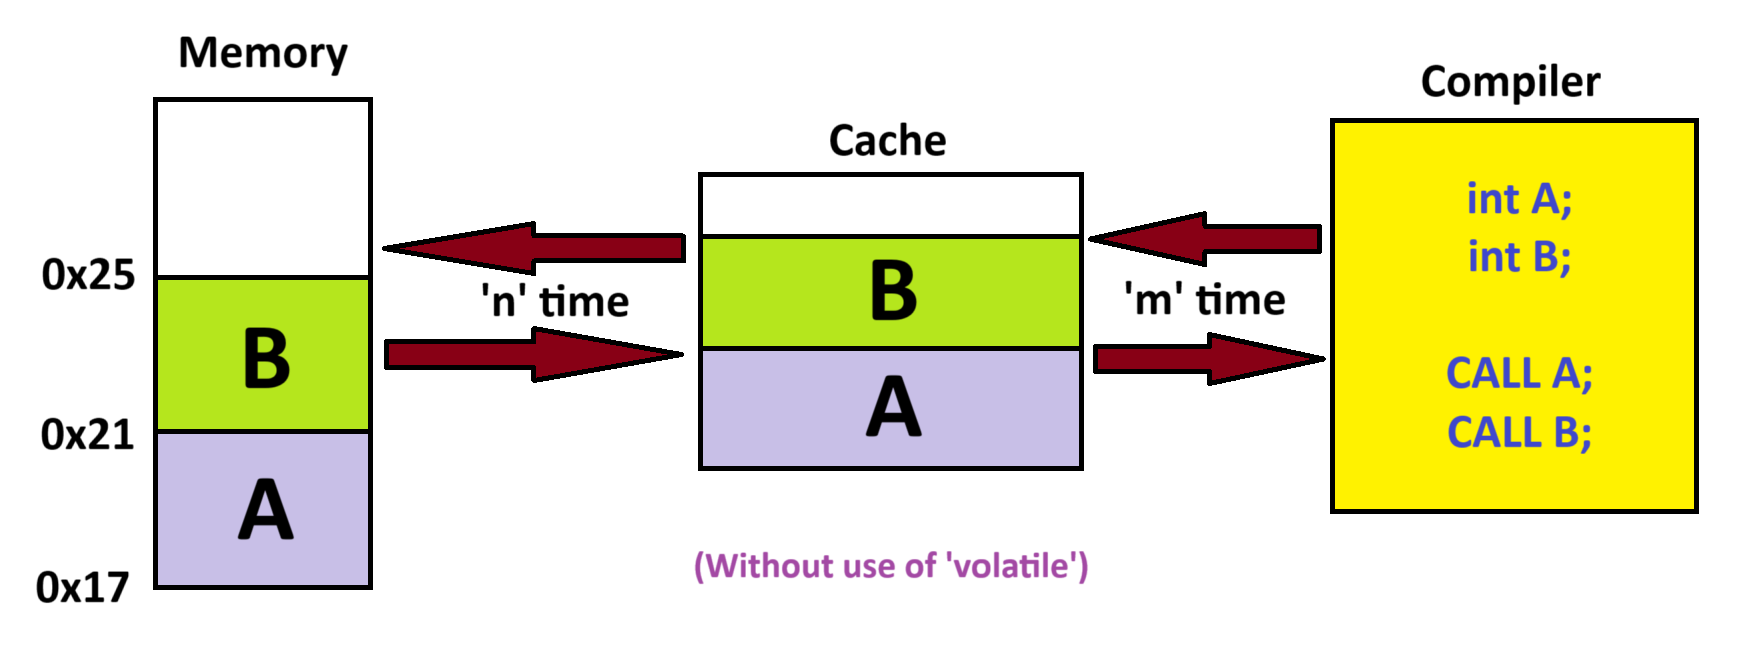 Memory
0x25
B
0x21
A
0x17
'n' time
Cache
B
A
(Without use of 'volatile')
'm' time
Compiler
int A;
int B;
CALL A;
CALL B;